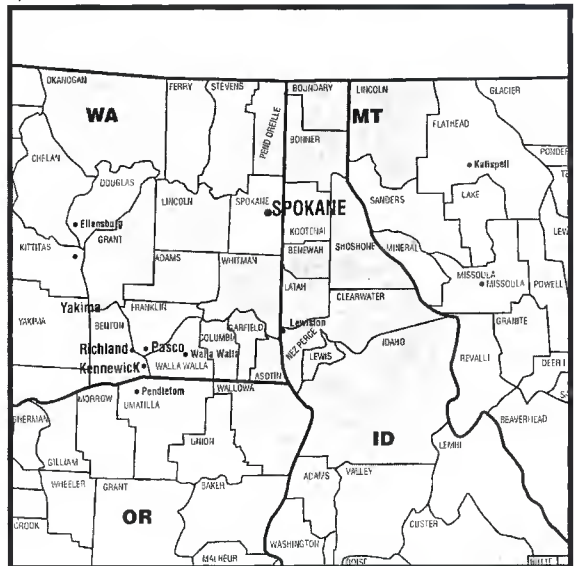 OKANOGAN
FERRY
STEVENS
PEND OREILLE
BOUNDARY
LINCOLN
GLACIER
WA
MT
FLATHEAD
BONNER
Kalispell
CHELAN
DOUGLAS
LINCOLN
SPOKANE
SPOKANE
SANDERS
LAKE
Ellensburg
GRANT
KOOTENAI
KITTITAS
ADAMS
WHITMAN
BENEWAH
SHOSHONE
MINERAL
MISSOULA
MISSOULA
POWELL
LATAH
CLEARWATER
Yakima
FRANKLIN
GRANITE
YAKIMA
BENTON
COLUMBIA
GARFIELD
Lewiston
IDAHO
Richland
Pasco
Walla Walla
NEZ PERCE
LEWIS
RAVALLI
Kennewick
WALLA WALLA
ASOTIN
MORROW
Pendletom
UMATILLA
WALLOWA
BEAVERHEAD
SHERMAN
UNION
ID
LEMHI
GILLIAM
WHEELER
GRANT
BAKER
ADAMS
VALLEY
OR
CROOK
CUSTER
WASHINGTON
MALHEUR
BOISE